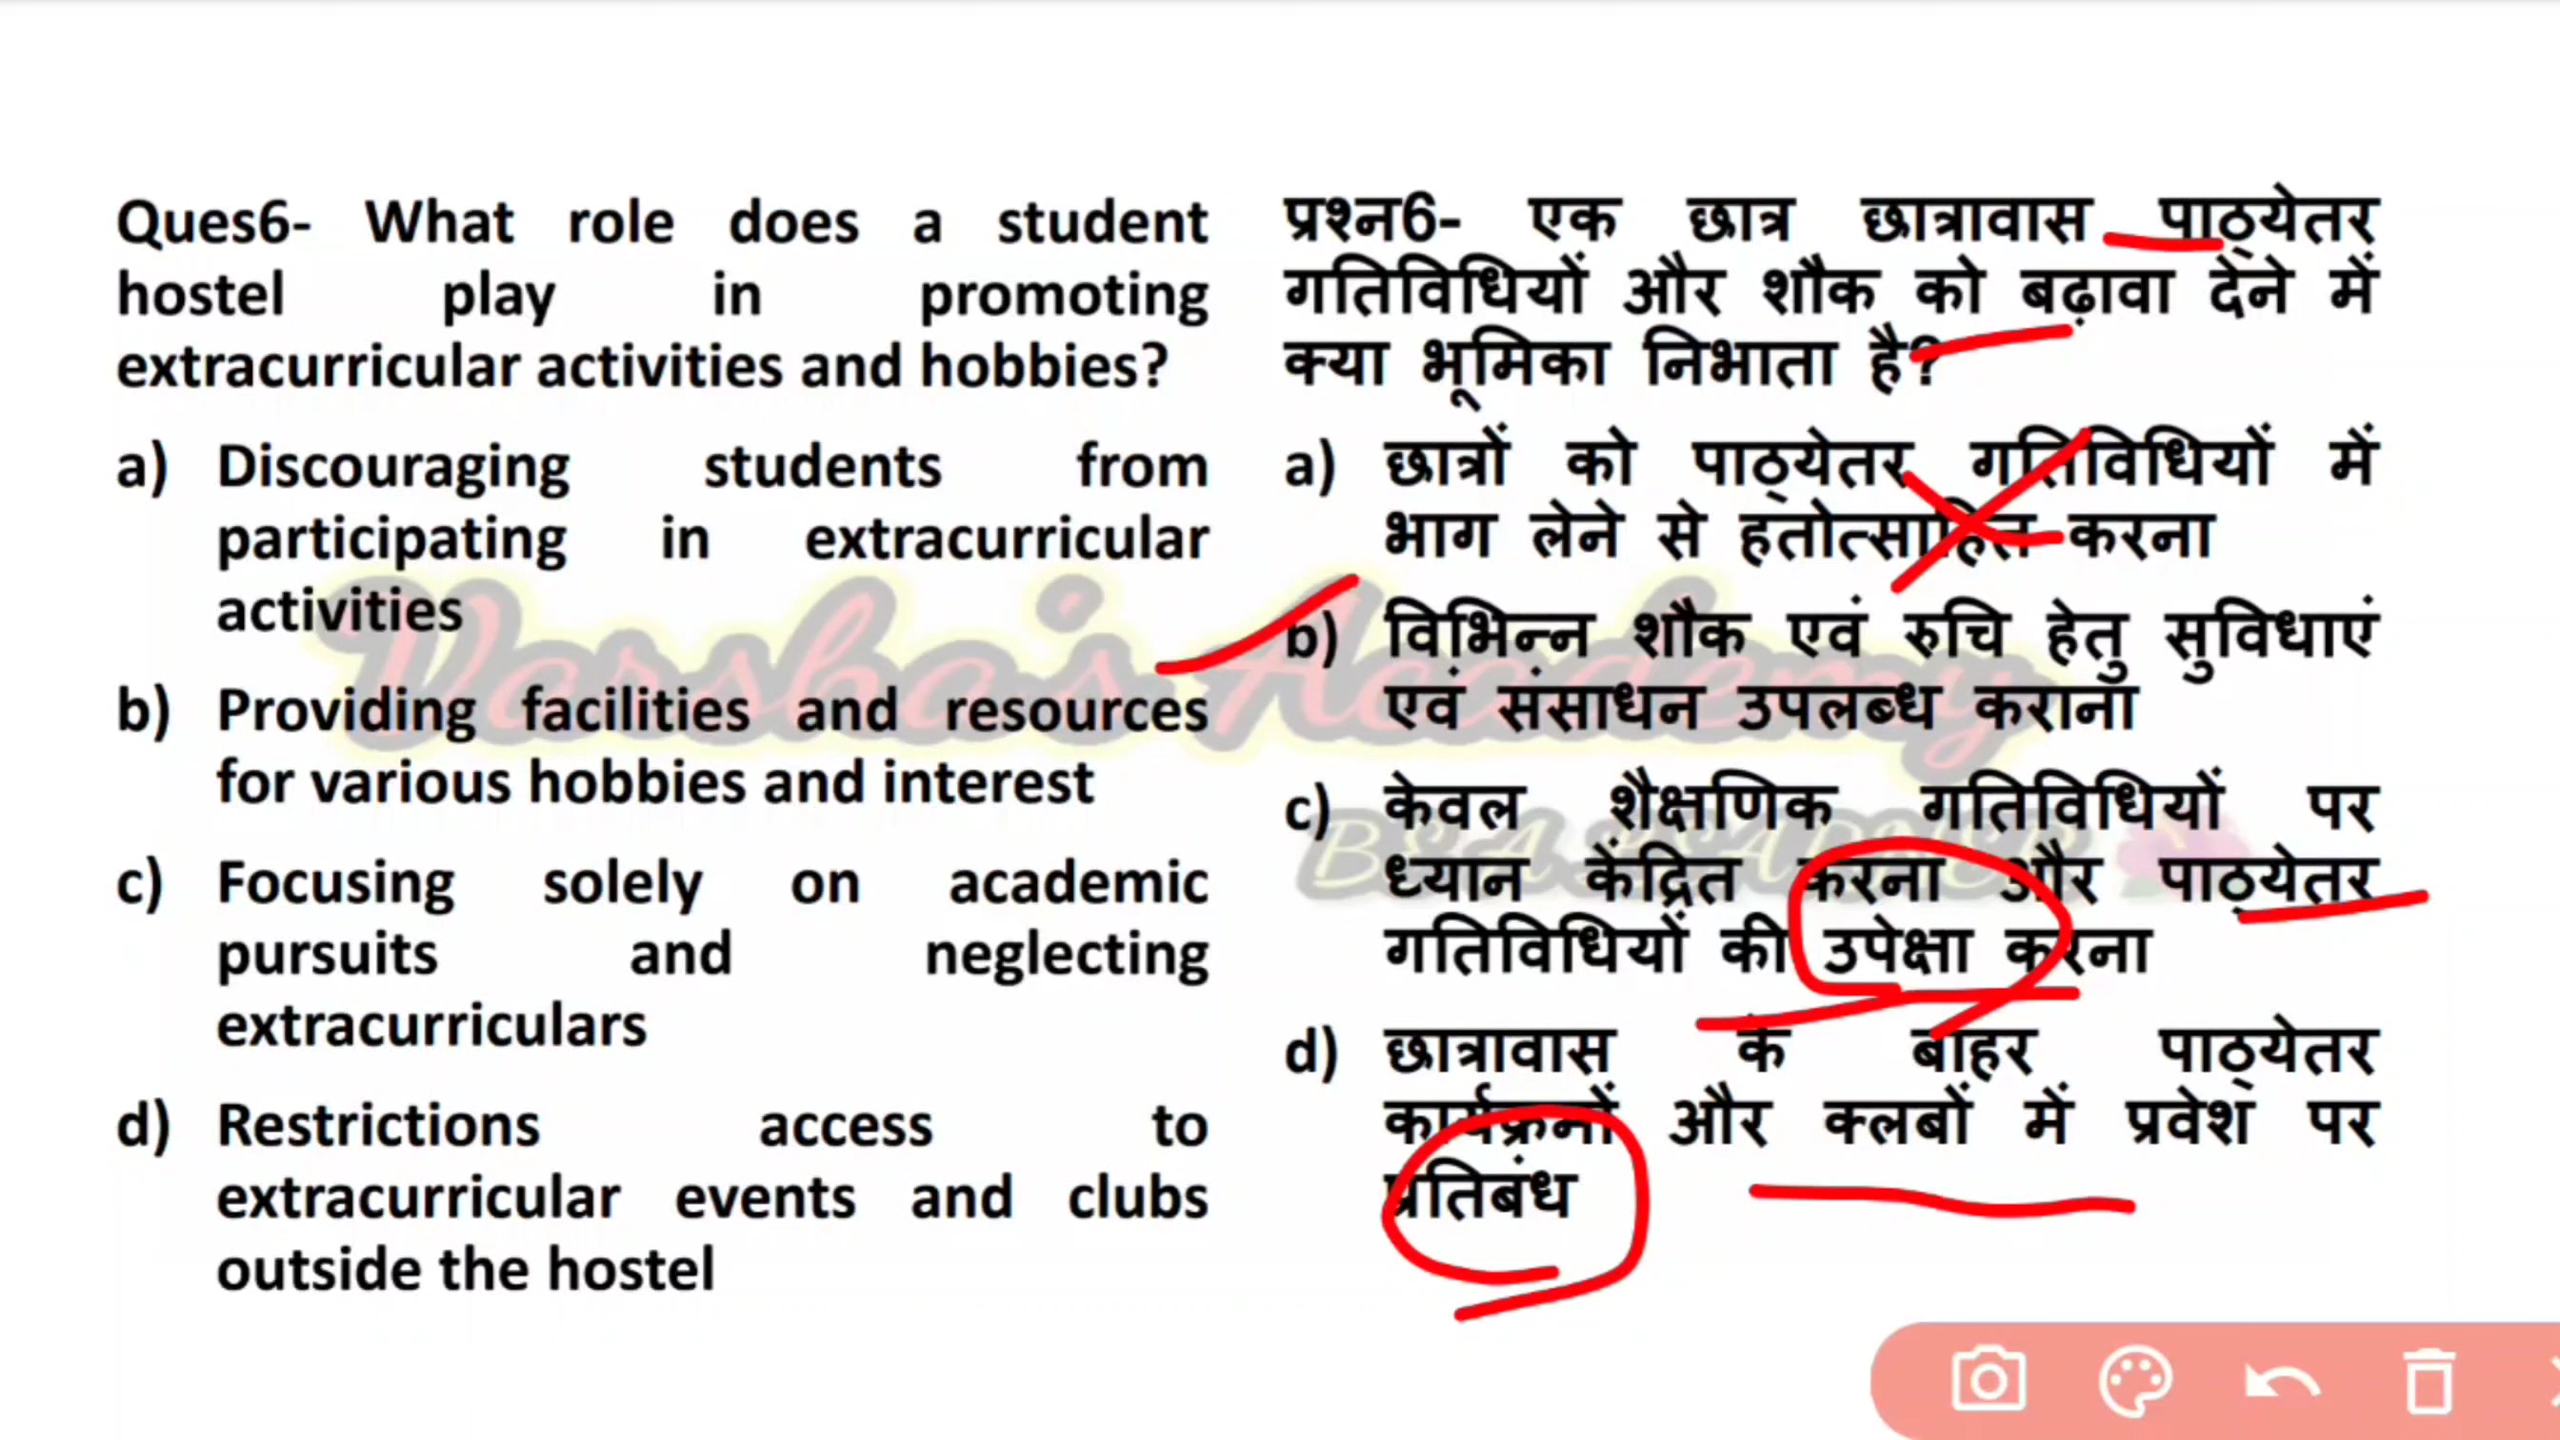 Ques6- What role does a student
hostel play in promoting
extracurricular activities and hobbies?
a) Discouraging students from
participating in extracurricular
activities
b) Providing facilities and resources
for various hobbies and interest
c) Focusing solely on academic
pursuits and neglecting
extracurriculars
d) Restrictions access to
extracurricular events and clubs
outside the hostel
प्रश्न6- एक छात्र छात्रावास पाठ्येतर
गतिविधियों और शौक को बढ़ावा देने में
क्या भूमिका निभाता है?
a) छात्रों को पाठ्येतर गतिविधियों में
भाग लेने से हतोत्साहित करना
b) विभिन्न शौक एवं रुचि हेतु सुविधाएं
एवं संसाधन उपलब्ध कराना
c) केवल शैक्षणिक गतिविधियों पर
ध्यान केंद्रित करना और पाठ्येतर
गतिविधियों की उपेक्षा करना
d) छात्रावास के बाहर पाठ्येतर
कार्यक्रमों और क्लबों में प्रवेश पर
प्रतिबंध
Varsha's Academy